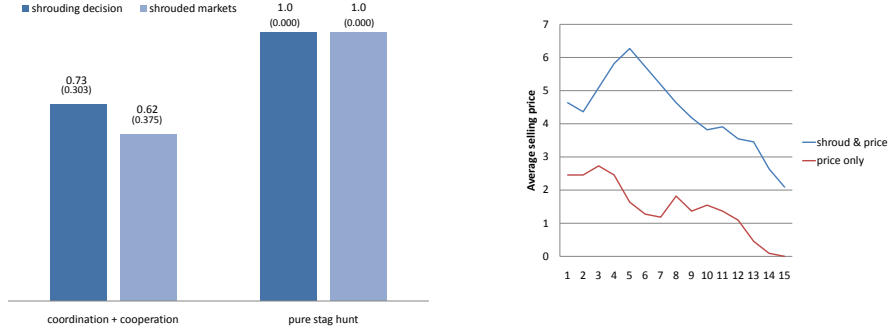 shrouding decision shrouded markets
1.0
(0.000)
1.0
(0.000)
0.73
(0.303)
0.62
(0.375)
coordination + cooperation pure stag hunt
Average selling price
7
6
5
4
3
2
1
0
1 2 3 4 5 6 7 8 9 10 11 12 13 14 15
shroud & price
price only